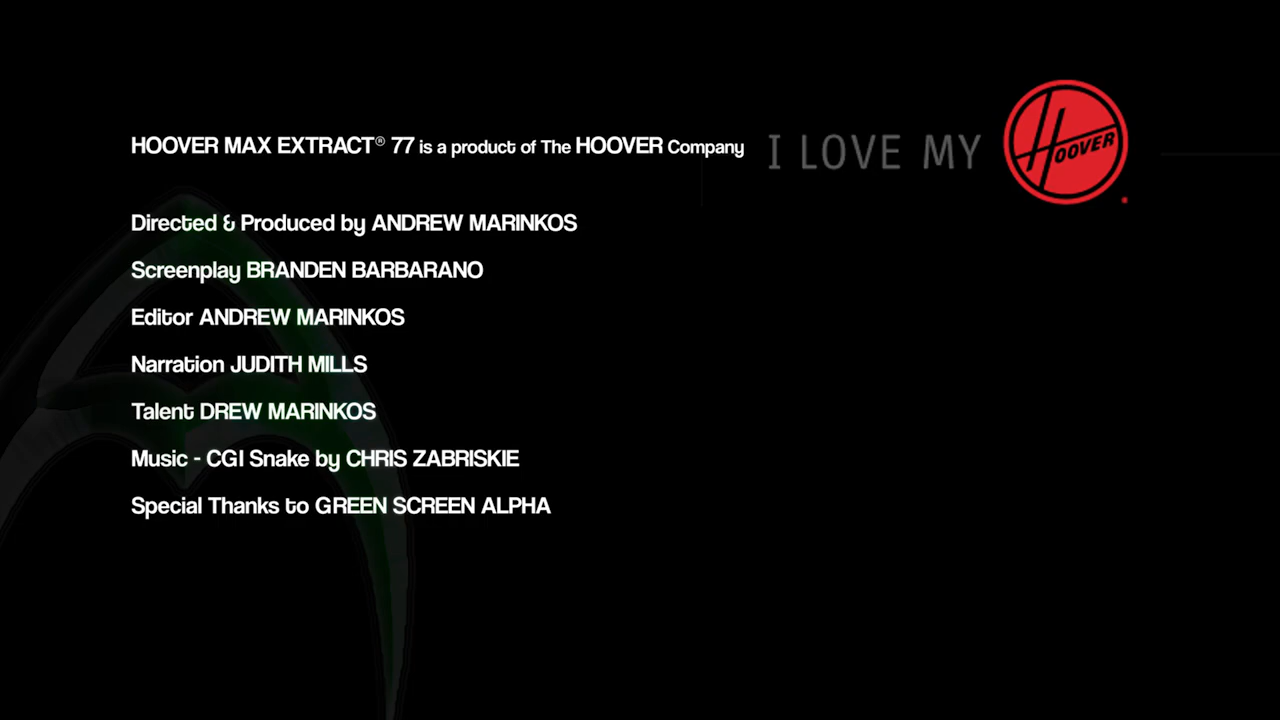 HOOVER MAX EXTRACT® 77 is a product of The HOOVER Company
I LOVE MY HOOVER
Directed & Produced by ANDREW MARINKOS
Screenplay BRANDEN BARBARANO
Editor ANDREW MARINKOS
Narration JUDITH MILLS
Talent DREW MARINKOS
Music - CGI Snake by CHRIS ZABRISKIE
Special Thanks to GREEN SCREEN ALPHA